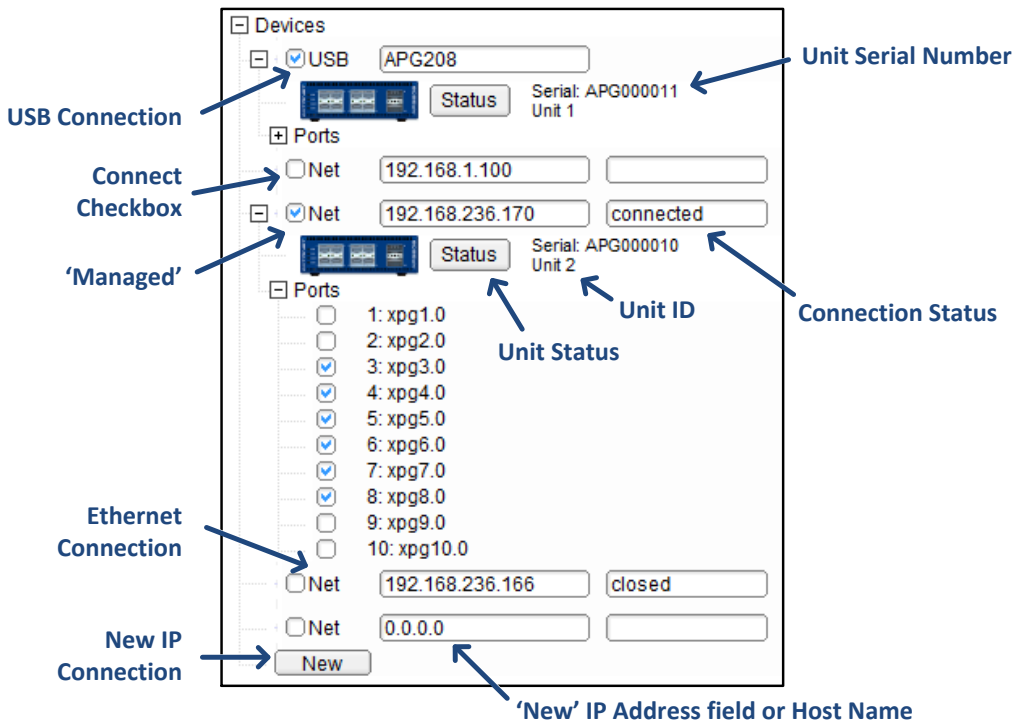 Devices
USB APG208
Unit Serial Number
Status Serial: APG000011
Unit 1
USB Connection
Ports
Connect
Checkbox
Net 192.168.1.100
Net 192.168.236.170 connected
'Managed'
Status Serial: APG000010
Unit 2
Ports
Unit ID
Connection Status
Unit Status
1: xpg1.0
2: xpg2.0
3: xpg3.0
4: xpg4.0
5: xpg5.0
6: xpg6.0
7: xpg7.0
8: xpg8.0
9: xpg9.0
10: xpg10.0
Ethernet
Connection
Net 192.168.236.166 closed
Net 0.0.0.0
New IP
Connection
New
'New' IP Address field or Host Name